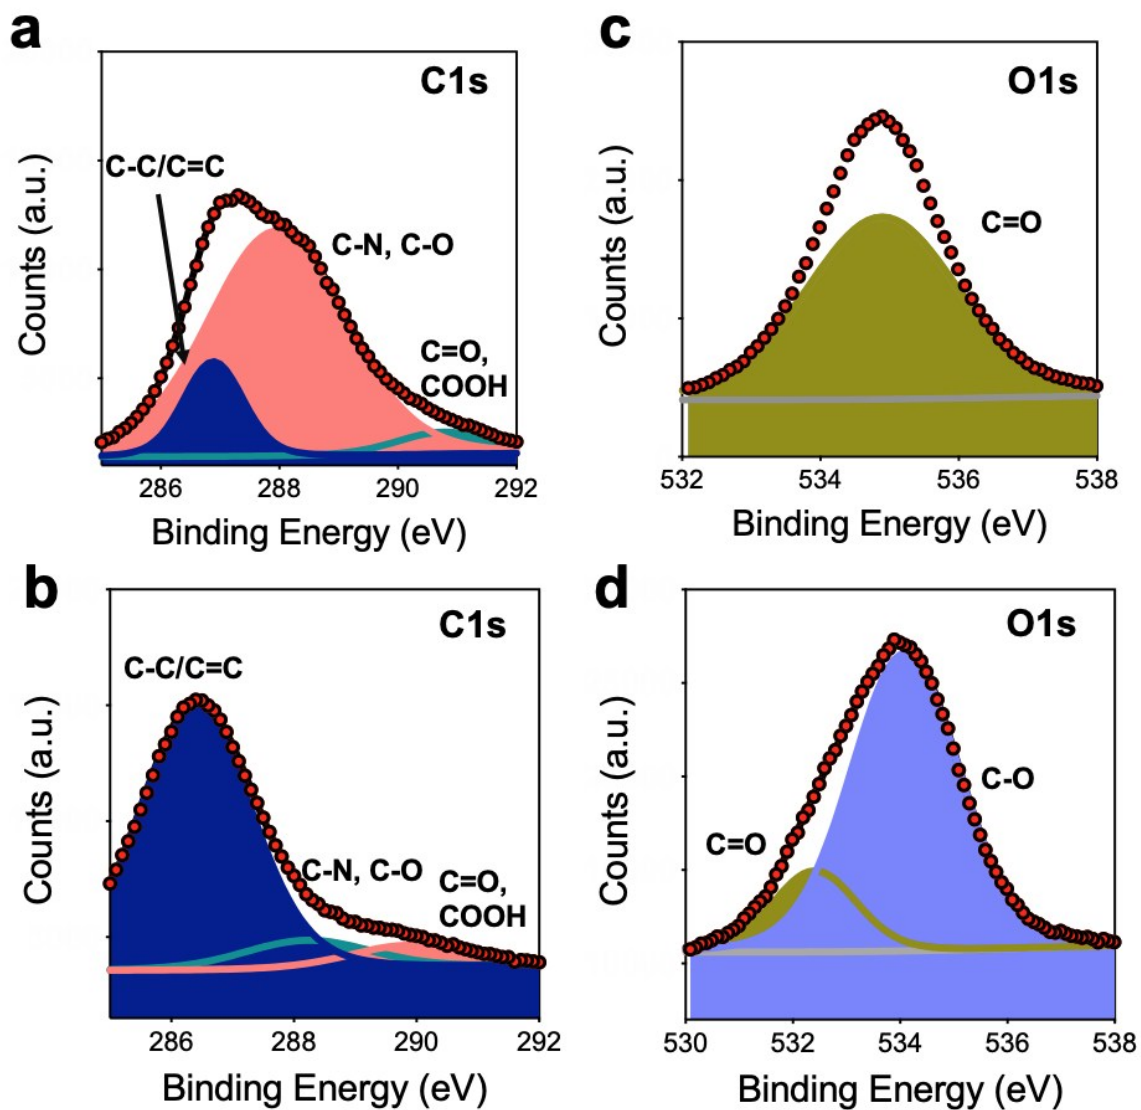 a
C1s
C-C/C=C
C-N, C-O
C=O,
COOH
Counts (a.u.)
286 288 290 292
Binding Energy (eV)
c
O1s
C=O
Counts (a.u.)
532 534 536 538
Binding Energy (eV)
b
C1s
C-C/C=C
C-N, C-O
C=O,
COOH
Counts (a.u.)
286 288 290 292
Binding Energy (eV)
d
O1s
C-O
C=O
Counts (a.u.)
530 532 534 536 538
Binding Energy (eV)